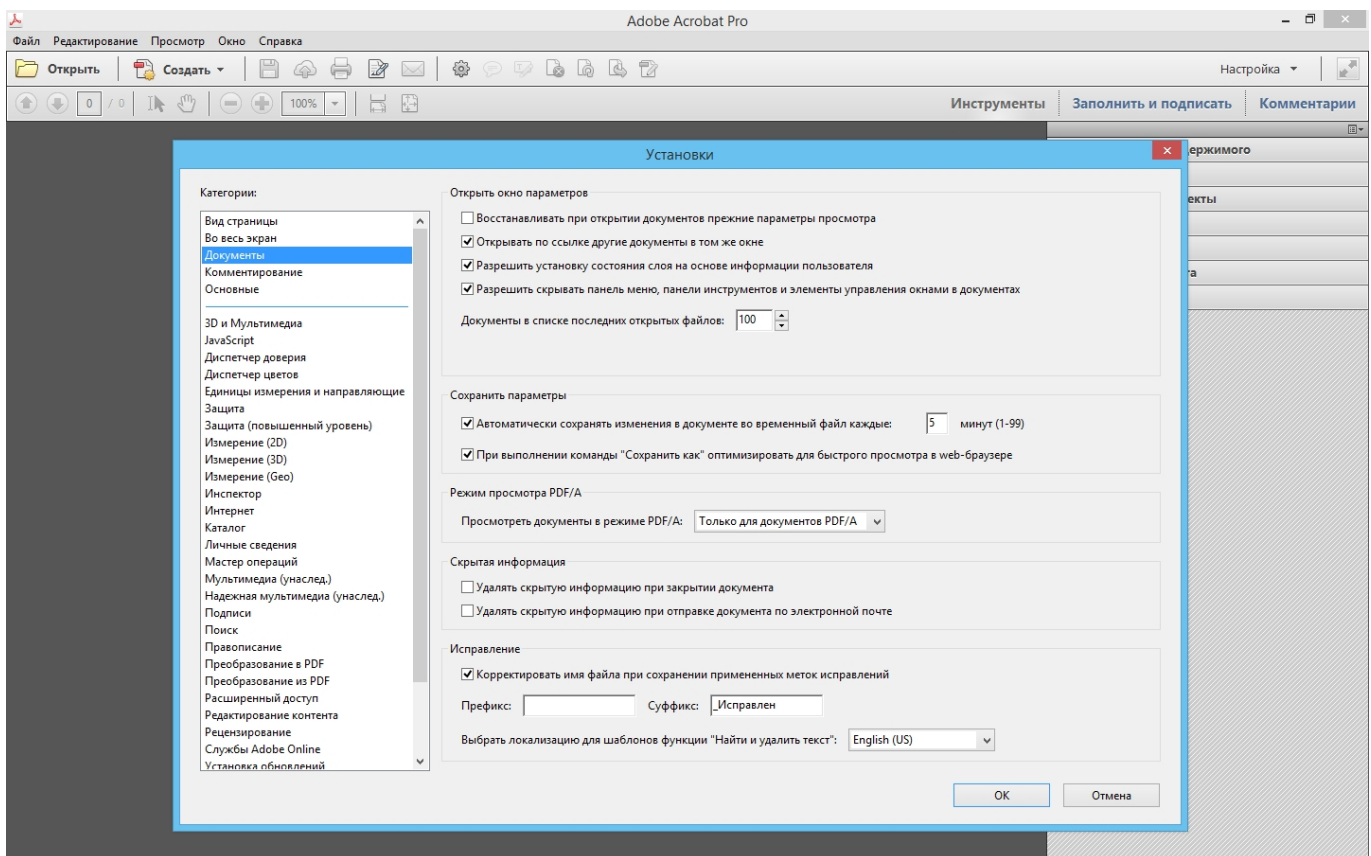 Adobe Acrobat Pro
Файл Редактирование Просмотр Окно Справка
Открыть Создать Настройка
0 / 0 100% Инструменты Заполнить и подписать Комментарии
Установки
Категории:
Вид страницы
Во весь экран
Документы
Комментирование
Основные
3D и Мультимедиа
JavaScript
Диспетчер доверия
Диспетчер цветов
Единицы измерения и направляющие
Защита
Защита (повышенный уровень)
Измерение (2D)
Измерение (3D)
Измерение (Geo)
Инспектор
Интернет
Каталог
Личные сведения
Мастер операций
Мультимедиа (унаслед.)
Надежная мультимедиа (унаслед.)
Подписи
Поиск
Правописание
Преобразование в PDF
Преобразование из PDF
Расширенный доступ
Редактирование контента
Рецензирование
Службы Adobe Online
Установка обновлений
Открыть окно параметров
Восстанавливать при открытии документов прежние параметры просмотра
Открывать по ссылке другие документы в том же окне
Разрешить установку состояния слоя на основе информации пользователя
Разрешить скрывать панель меню, панели инструментов и элементы управления окнами в документах
Документы в списке последних открытых файлов: 100
Сохранить параметры
Автоматически сохранять изменения в документе во временный файл каждые: 5 минут (1-99)
При выполнении команды "Сохранить как" оптимизировать для быстрого просмотра в web-браузере
Режим просмотра PDF/A
Просмотреть документы в режиме PDF/A: Только для документов PDF/A
Скрытая информация
Удалять скрытую информацию при закрытии документа
Удалять скрытую информацию при отправке документа по электронной почте
Исправление
Корректировать имя файла при сохранении примененных меток исправлений
Префикс: Суффикс: _Исправлен
Выбрать локализацию для шаблонов функции "Найти и удалить текст": English (US)
OK Отмена
держимого
екты
та